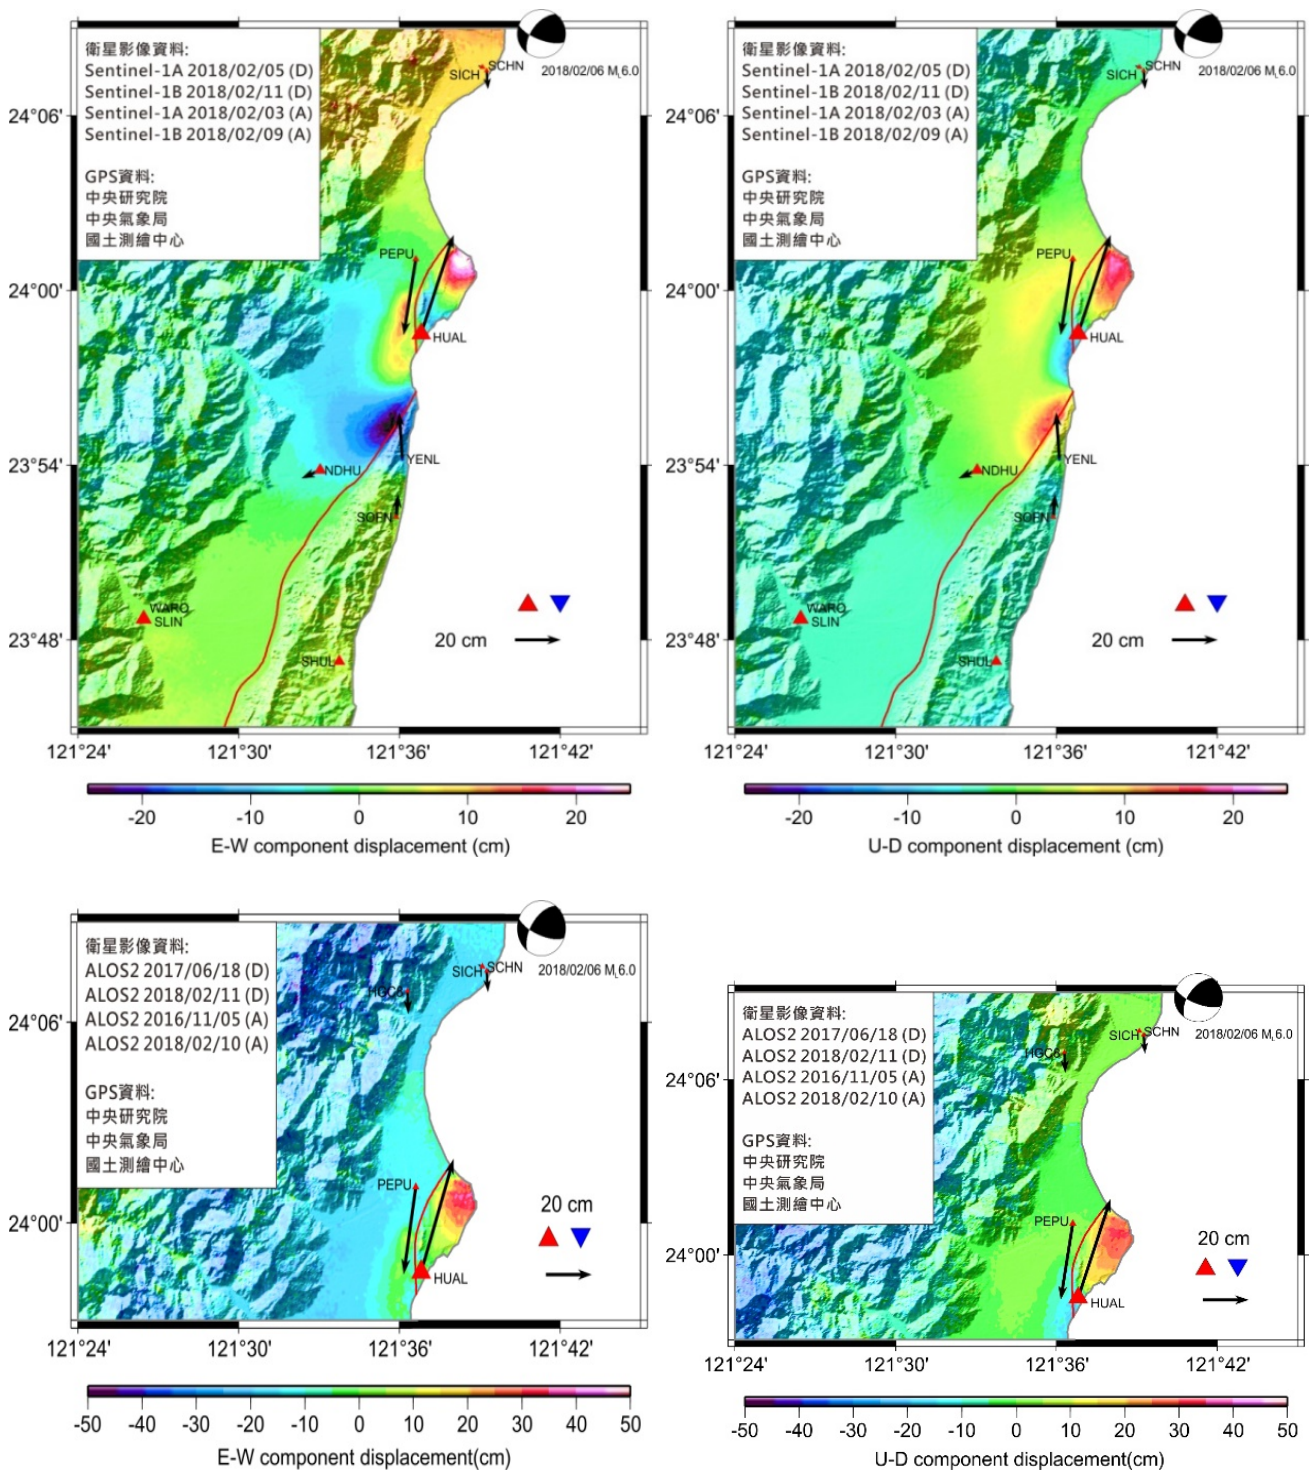 衛星影像資料:
Sentinel-1A 2018/02/05 (D)
Sentinel-1B 2018/02/11 (D)
Sentinel-1A 2018/02/03 (A)
Sentinel-1B 2018/02/09 (A)
GPS資料:
中央研究院
中央氣象局
國土測繪中心
2018/02/06 ML6.0
SICH
SCHN
PEPU
HUAL
NDHU
YENL
SOFN
WARO
SLIN
SHUL
20 cm
24°06'
24°00'
23°54'
23°48'
121°24'
121°30'
121°36'
121°42'
-20
-10
0
10
20
E-W component displacement (cm)
衛星影像資料:
Sentinel-1A 2018/02/05 (D)
Sentinel-1B 2018/02/11 (D)
Sentinel-1A 2018/02/03 (A)
Sentinel-1B 2018/02/09 (A)
GPS資料:
中央研究院
中央氣象局
國土測繪中心
2018/02/06 ML6.0
SICH
SCHN
PEPU
HUAL
NDHU
YENL
SOFN
WARO
SLIN
SHUL
20 cm
24°06'
24°00'
23°54'
23°48'
121°24'
121°30'
121°36'
121°42'
-20
-10
0
10
20
U-D component displacement (cm)
衛星影像資料:
ALOS2 2017/06/18 (D)
ALOS2 2018/02/11 (D)
ALOS2 2016/11/05 (A)
ALOS2 2018/02/10 (A)
GPS資料:
中央研究院
中央氣象局
國土測繪中心
2018/02/06 ML6.0
SICH
SCHN
PEPU
HUAL
20 cm
24°06'
24°00'
121°24'
121°30'
121°36'
121°42'
-50 -40 -30 -20 -10 0 10 20 30 40 50
E-W component displacement(cm)
衛星影像資料:
ALOS2 2017/06/18 (D)
ALOS2 2018/02/11 (D)
ALOS2 2016/11/05 (A)
ALOS2 2018/02/10 (A)
GPS資料:
中央研究院
中央氣象局
國土測繪中心
2018/02/06 ML6.0
SICH
SCHN
PEPU
HUAL
20 cm
24°06'
24°00'
121°24'
121°30'
121°36'
121°42'
-50 -40 -30 -20 -10 0 10 20 30 40 50
U-D component displacement(cm)